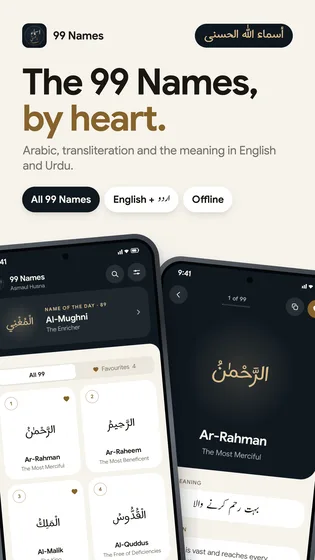 99 Names
أسماء الله الحسنى
The 99 Names,
by heart.
Arabic, transliteration and the meaning in English
and Urdu.
All 99 Names
English + اردو
Offline
:41
99 Names
Asmaul Husna
NAME OF THE DAY · 89
الْمُغْنِي
Al-Mughni
The Enricher
All 99
Favourites 4
1
الرَّحْمَٰنُ
Ar-Rahman
The Most Merciful
2
الرَّحِيمُ
Ar-Raheem
The Most Beneficent
3
الْمَلِكُ
Al-Malik
4
الْقُدُّوسُ
Al-Quddus
The Free of Deficiencies
9:41
1 of 99
الرَّحْمَٰنُ
Ar-Rahman
The Most Merciful
EANING
بہت رحم کرنے والا
is vast and reaches every